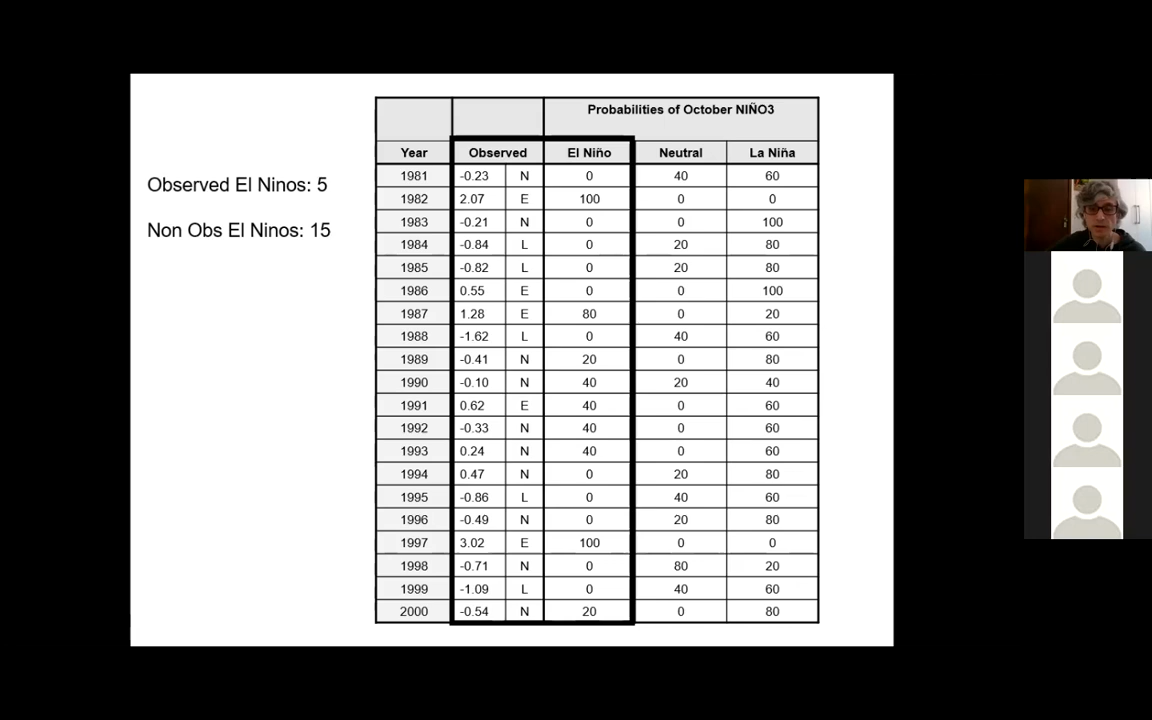 Observed El Ninos: 5
Non Obs El Ninos: 15
Probabilities of October NIÑO3
Year Observed El Niño Neutral La Niña
1981 -0.23 N 0 40 60
1982 2.07 E 100 0 0
1983 -0.21 N 0 0 100
1984 -0.84 L 0 20 80
1985 -0.82 L 0 20 80
1986 0.55 E 0 0 100
1987 1.28 E 80 0 20
1988 -1.62 L 0 40 60
1989 -0.41 N 20 0 80
1990 -0.10 N 40 20 40
1991 0.62 E 40 0 60
1992 -0.33 N 40 0 60
1993 0.24 N 40 0 60
1994 0.47 N 0 20 80
1995 -0.86 L 0 40 60
1996 -0.49 N 0 20 80
1997 3.02 E 100 0 0
1998 -0.71 N 0 80 20
1999 -1.09 L 0 40 60
2000 -0.54 N 20 0 80